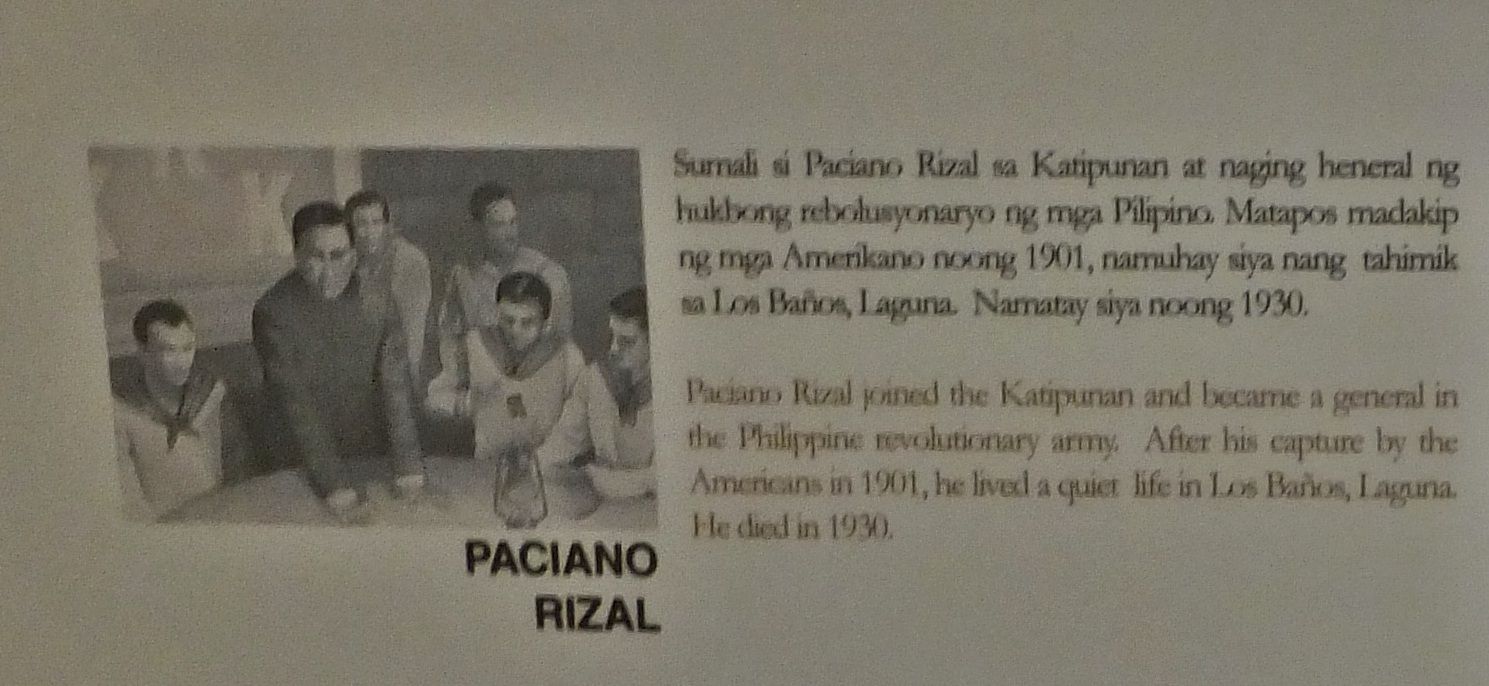 Sumali si Paciano Rizal sa Katipunan at naging heneral ng
hukbong rebolusyonaryo ng mga Pilipino. Matapos madakip
ng mga Amerikano noong 1901, namuhay siya nang tahimik
sa Los Baños, Laguna. Namatay siya noong 1930.
Paciano Rizal joined the Katipunan and became a general in
the Philippine revolutionary army. After his capture by the
Americans in 1901, he lived a quiet life in Los Baños, Laguna.
He died in 1930.
PACIANO
RIZAL